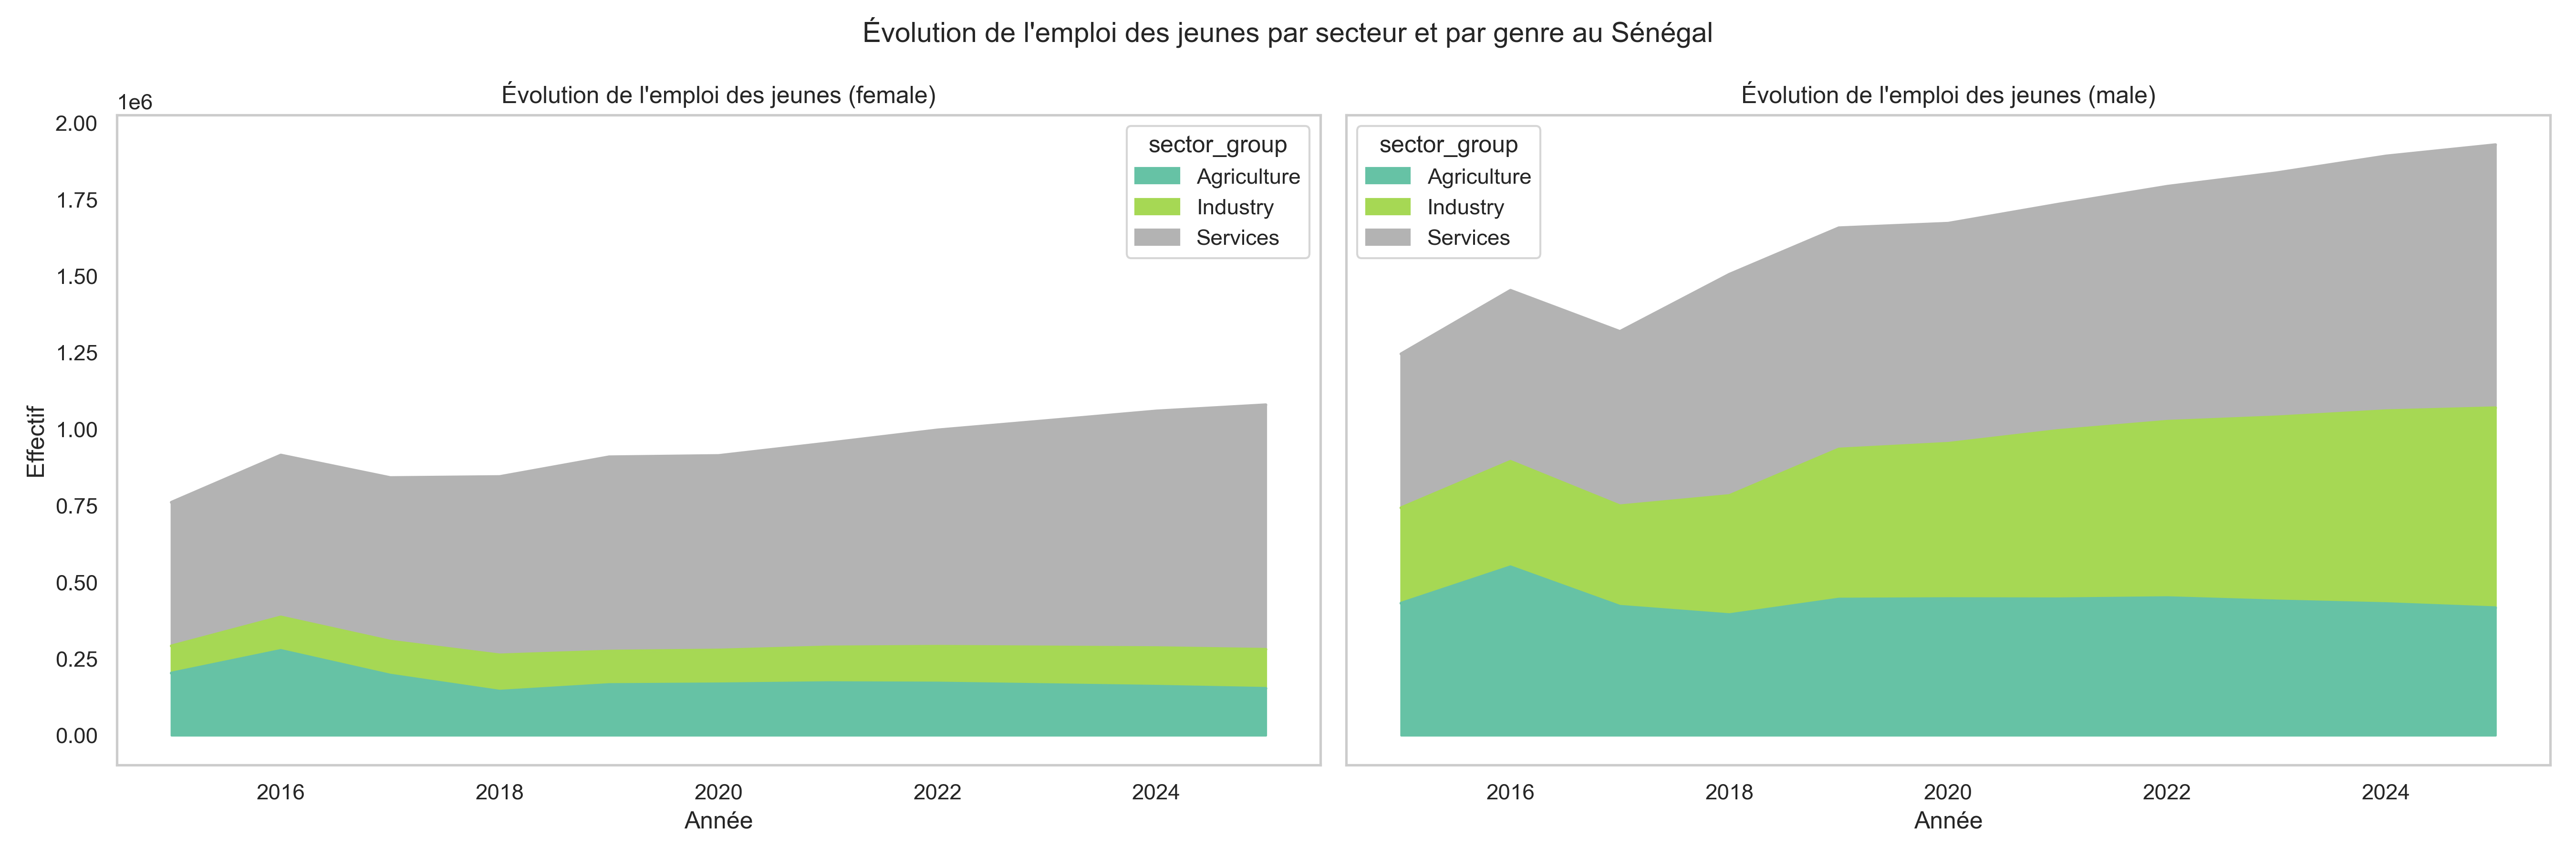 Évolution de l'emploi des jeunes par secteur et par genre au Sénégal
Évolution de l'emploi des jeunes (female)
1e6
2.00
1.75
1.50
1.25
1.00
0.75
0.50
0.25
0.00
Effectif
sector_group
Agriculture
Industry
Services
2016 2018 2020 2022 2024
Année
Évolution de l'emploi des jeunes (male)
sector_group
Agriculture
Industry
Services
2016 2018 2020 2022 2024
Année